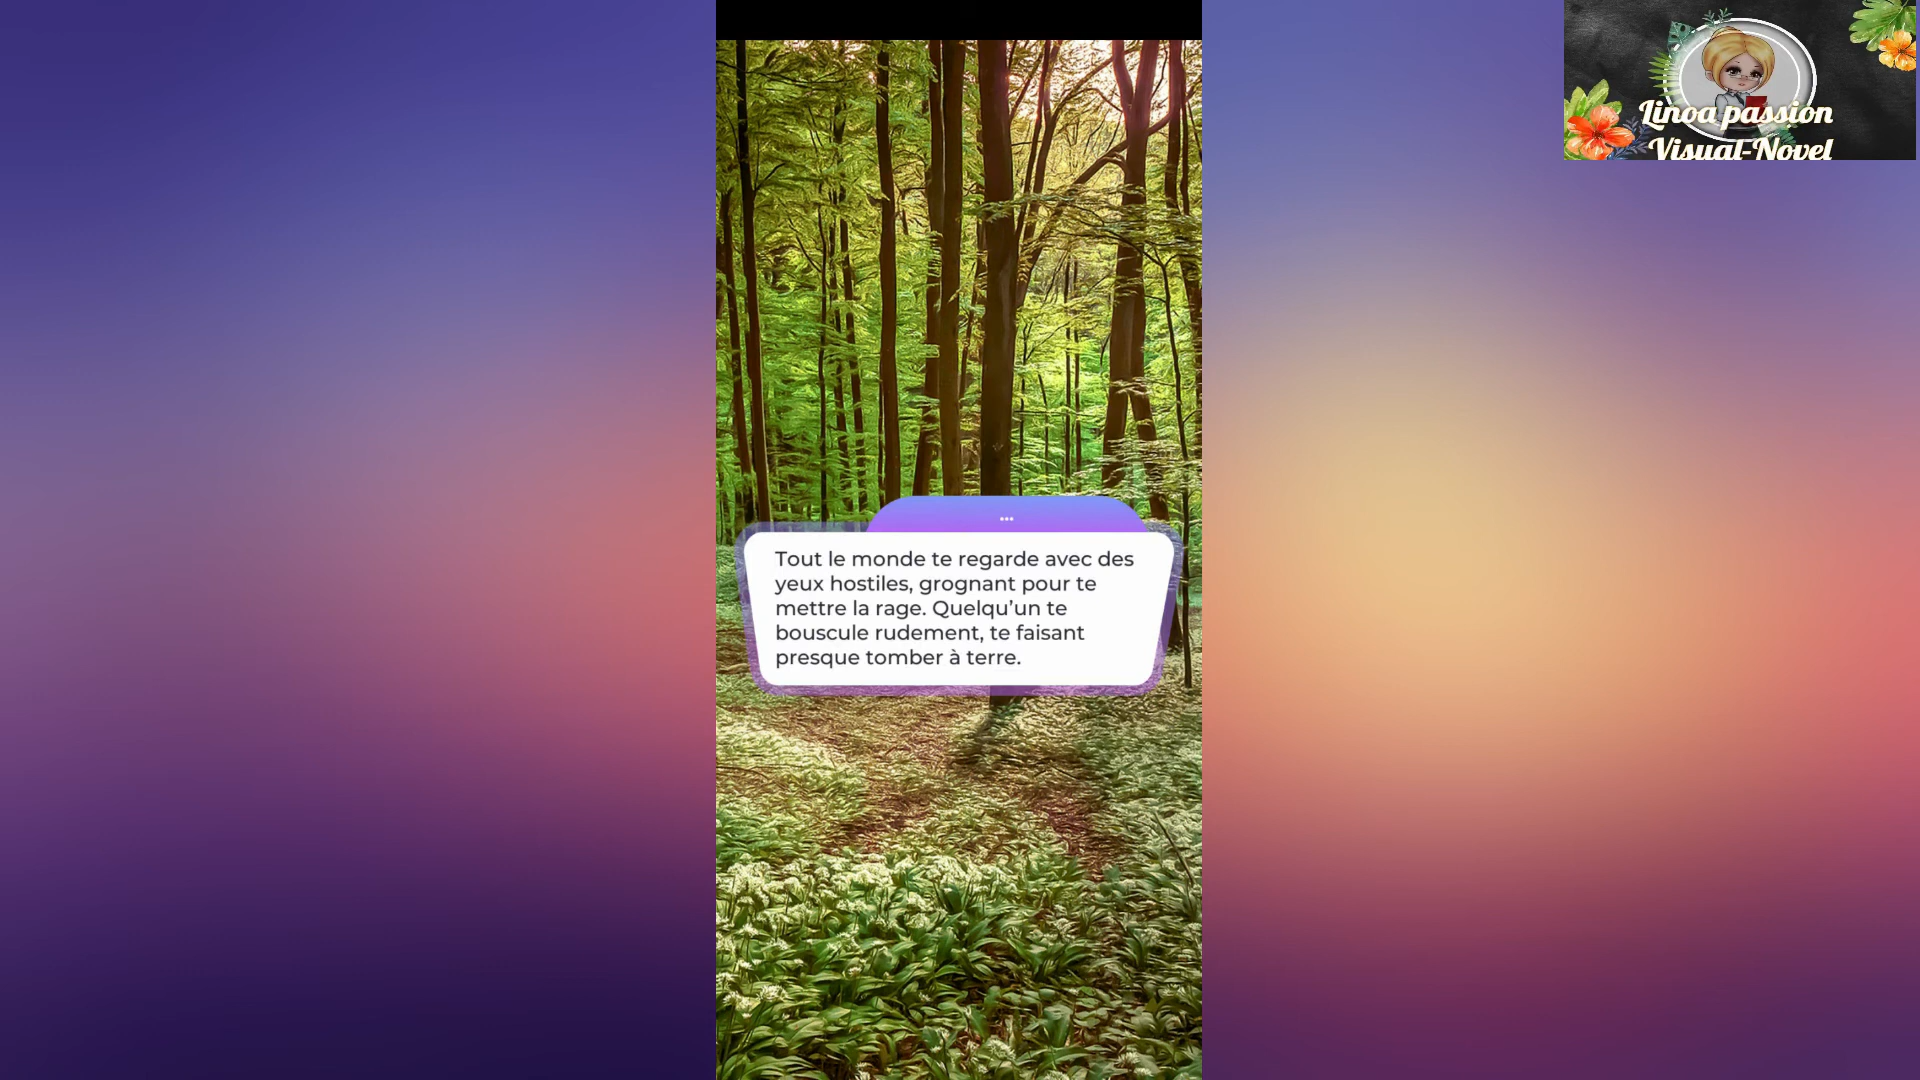 Linoa passion
Visual-Novel
...
Tout le monde te regarde avec des
yeux hostiles, grognant pour te
mettre la rage. Quelqu’un te
bouscule rudement, te faisant
presque tomber à terre.